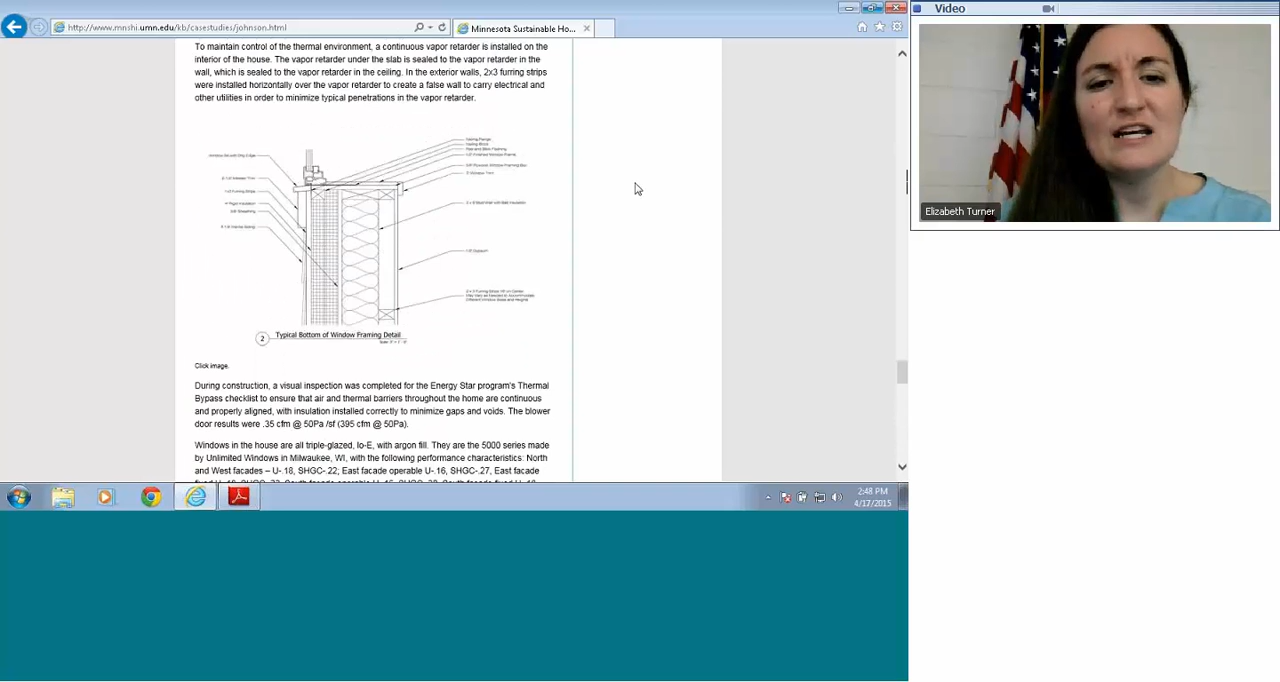 http://www.mnshi.umn.edu/kb/casestudies/johnson.html
Minnesota Sustainable Ho...
Video
To maintain control of the thermal environment, a continuous vapor retarder is installed on the
interior of the house. The vapor retarder under the slab is sealed to the vapor retarder in the
wall, which is sealed to the vapor retarder in the ceiling. In the exterior walls, 2x3 furring strips
were installed horizontally over the vapor retarder to create a false wall to carry electrical and
other utilities in order to minimize typical penetrations in the vapor retarder.
2
Typical Bottom of Window Framing Detail
Click image.
During construction, a visual inspection was completed for the Energy Star program's Thermal
Bypass checklist to ensure that air and thermal barriers throughout the home are continuous
and properly aligned, with insulation installed correctly to minimize gaps and voids. The blower
door results were .35 cfm @ 50Pa /sf (395 cfm @ 50Pa).
Windows in the house are all triple-glazed, lo-E, with argon fill. They are the 5000 series made
by Unlimited Windows in Milwaukee, WI, with the following performance characteristics: North
and West facades – U-.18, SHGC-.22; East facade operable U-.16, SHGC-.27, East facade
Elizabeth Turner
2:48 PM
4/17/2015